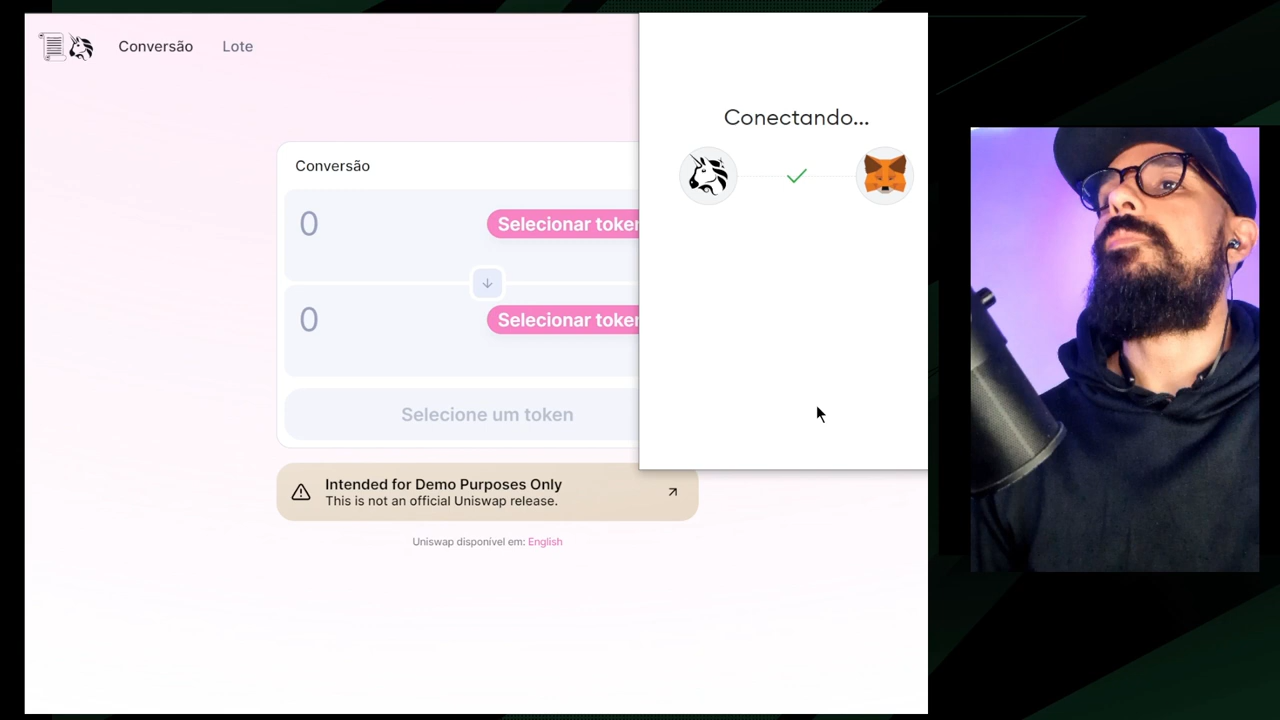 Conversão
Lote
Conectando...
Conversão
0
Selecionar token
0
Selecionar token
Selecione um token
Intended for Demo Purposes Only
This is not an official Uniswap release.
Uniswap disponível em: English